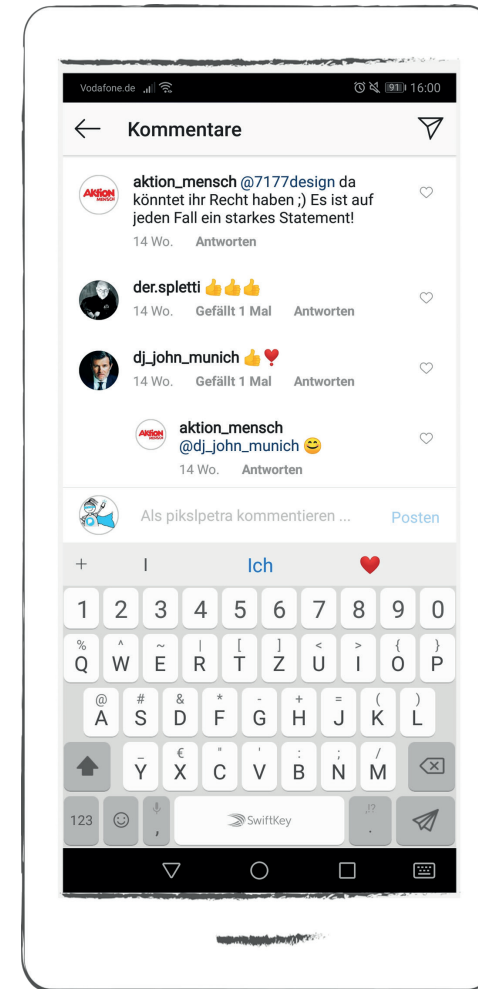 Vodafone.de 91 16:00
Kommentare
AKTION MENSCH
aktion_mensch @7177design da
könntet ihr Recht haben ;) Es ist auf
jeden Fall ein starkes Statement!
14 Wo. Antworten
der.spletti 👍👍👍
14 Wo. Gefällt 1 Mal Antworten
dj_john_munich 👍❣️
14 Wo. Gefällt 1 Mal Antworten
AKTION MENSCH
aktion_mensch
@dj_john_munich 😊
14 Wo. Antworten
Als pikslpetra kommentieren ... Posten
+ I Ich ❤️
1 2 3 4 5 6 7 8 9 0
% ^ ~ | [ ] < > { }
Q W E R T Z U I O P
@ # & * - + = ( )
A S D F G H J K L
_ € " ' : ; /
Y X C V B N M
123 , SwiftKey ,!? .